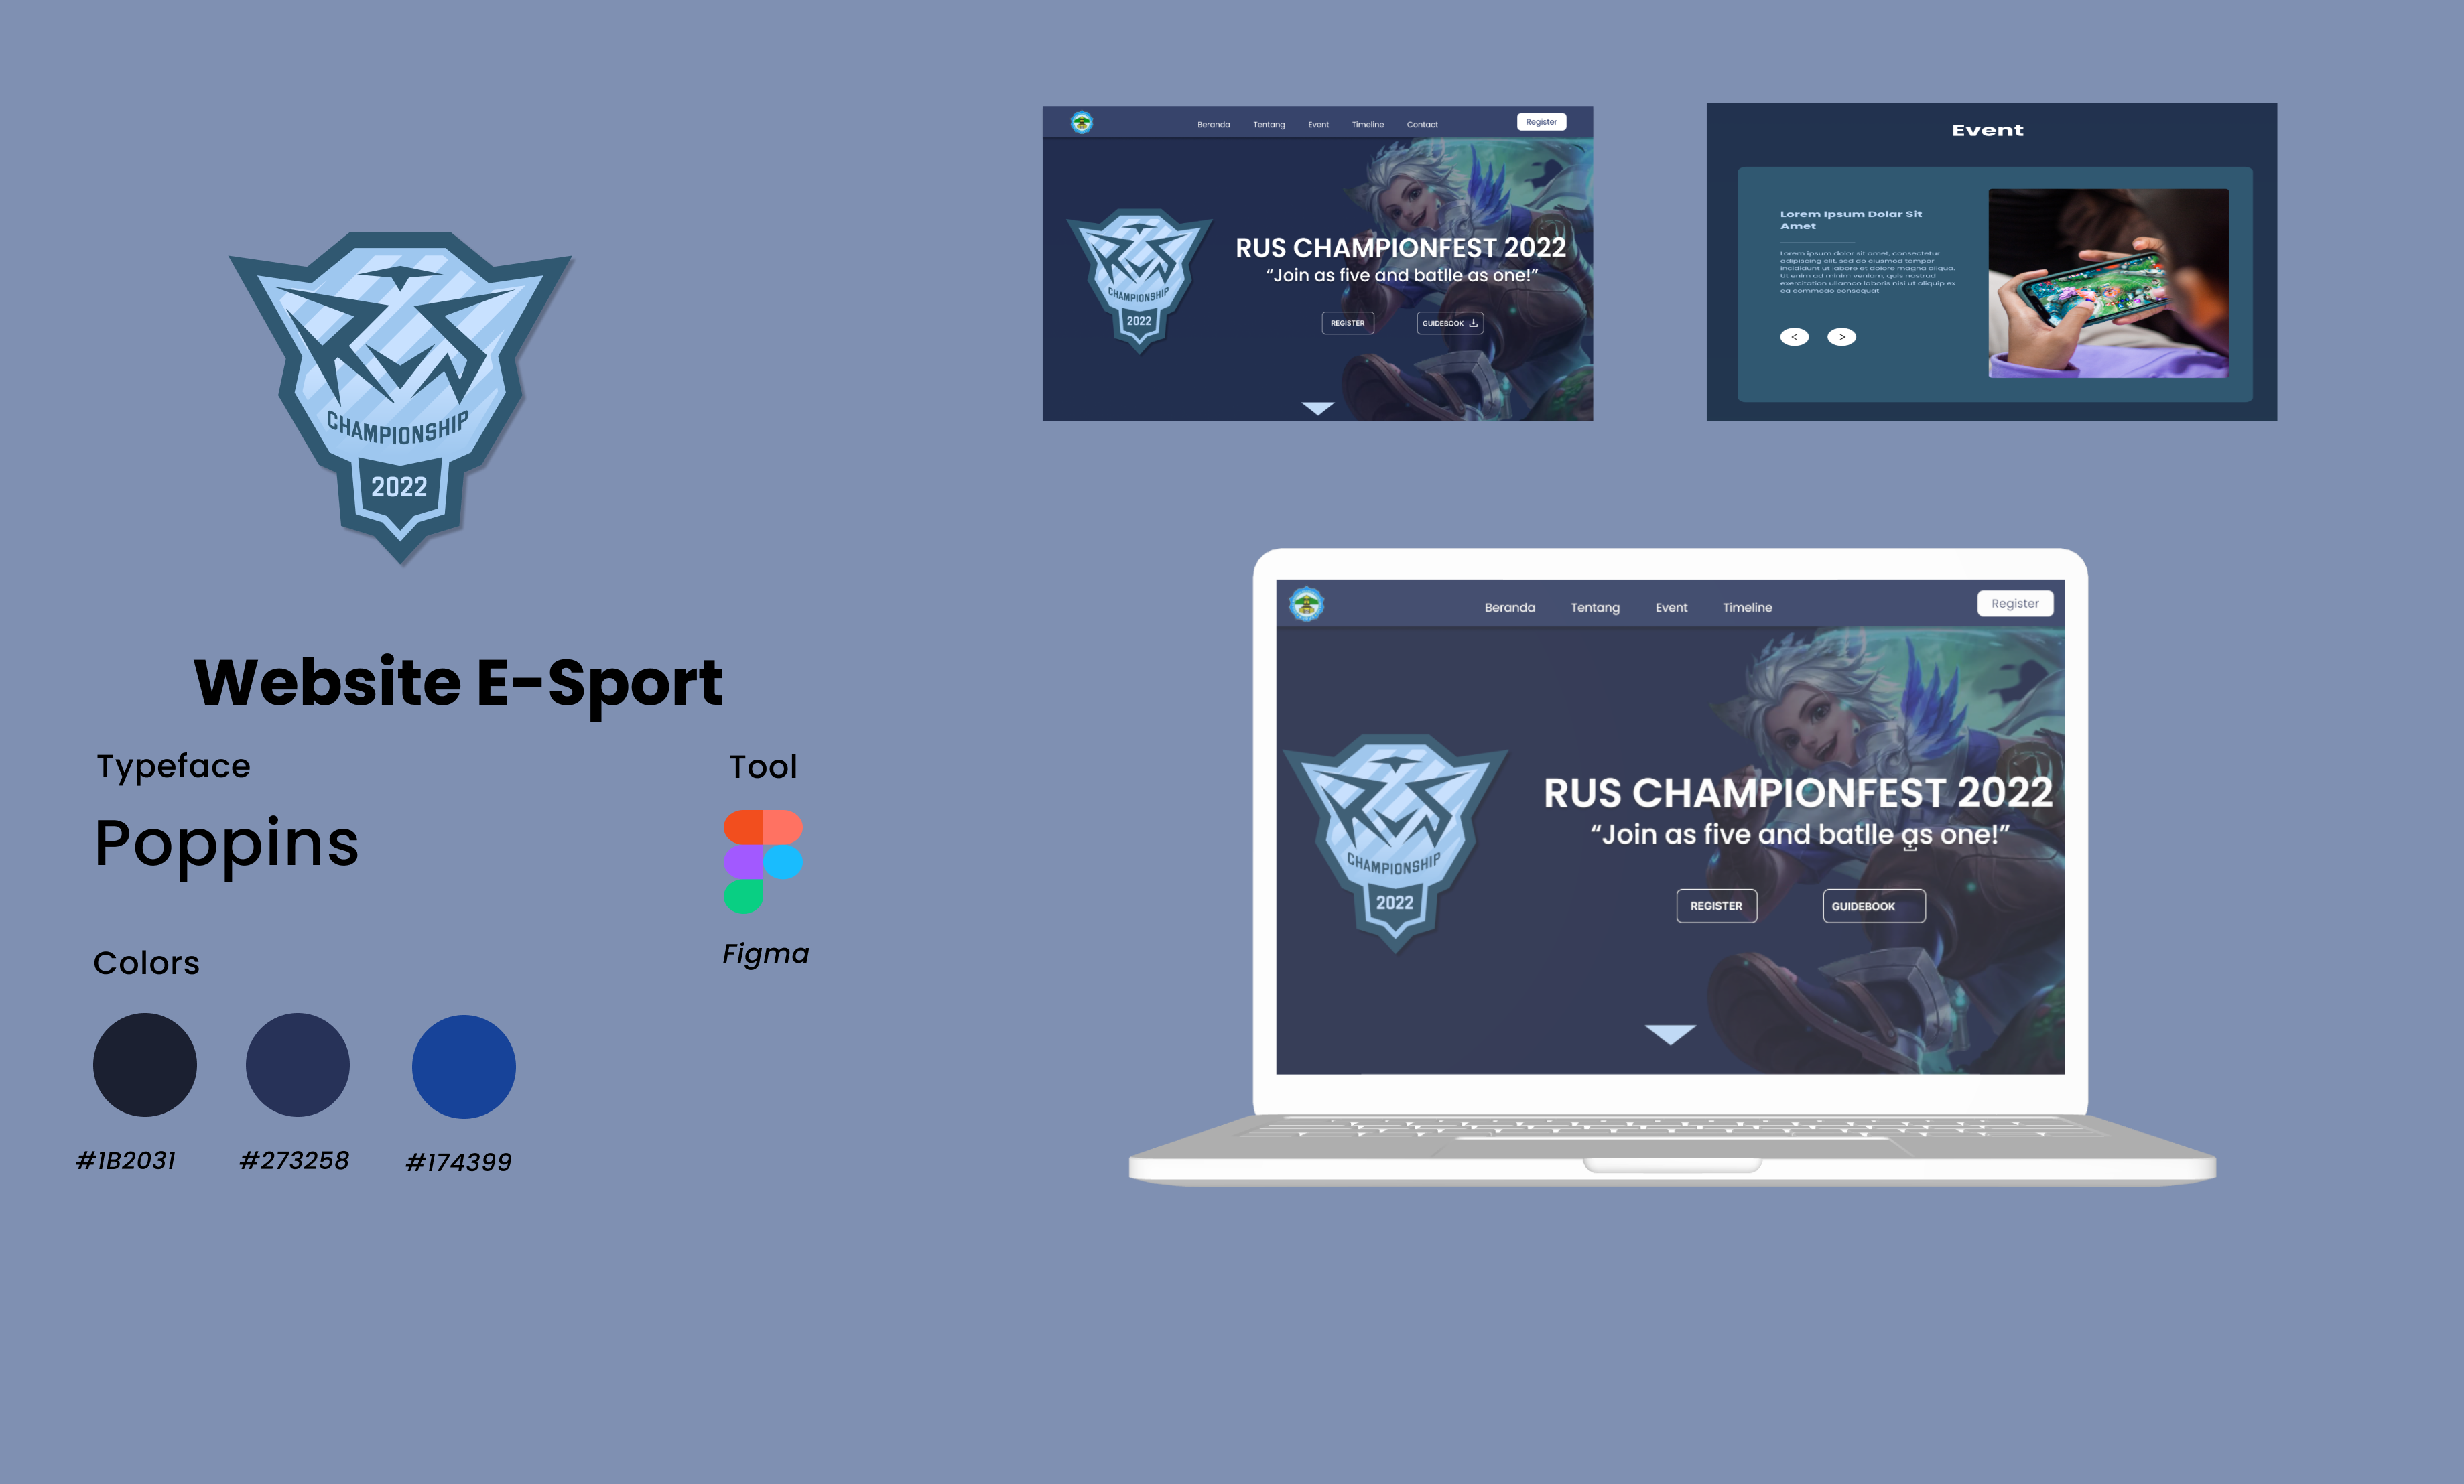 RUS
CHAMPIONSHIP
2022
Website E-Sport
Typeface
Poppins
Tool
Figma
Colors
#1B2031
#273258
#174399
Beranda Tentang Event Timeline Contact Register
RUS
CHAMPIONSHIP
2022
RUS CHAMPIONFEST 2022
“Join as five and batlle as one!”
REGISTER GUIDEBOOK
Event
Lorem Ipsum Dolar Sit
Amet
Lorem ipsum dolor sit amet, consectetur
adipiscing elit, sed do eiusmod tempor
incididunt ut labore et dolore magna aliqua.
Ut enim ad minim veniam, quis nostrud
exercitation ullamco laboris nisi ut aliquip ex
ea commodo consequat
< >
Beranda Tentang Event Timeline Register
RUS
CHAMPIONSHIP
2022
RUS CHAMPIONFEST 2022
“Join as five and batlle as one!”
REGISTER GUIDEBOOK